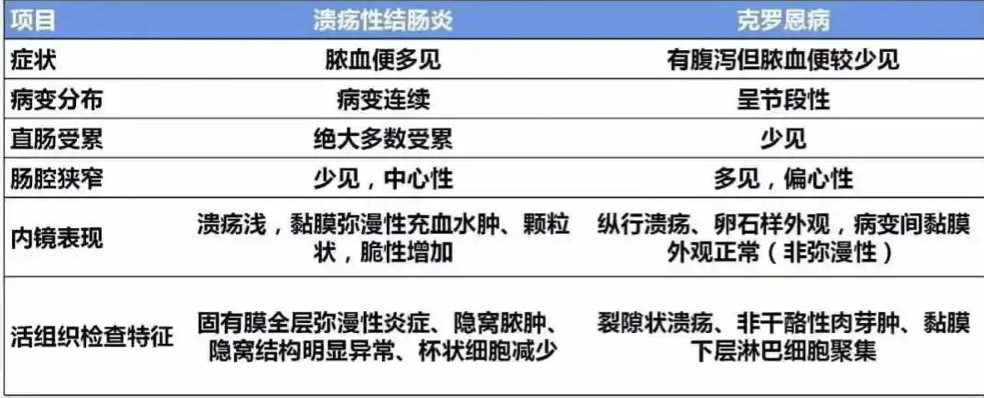 项目 溃疡性结肠炎 克罗恩病
症状 脓血便多见 有腹泻但脓血便较少见
病变分布 病变连续 呈节段性
直肠受累 绝大多数受累 少见
肠腔狭窄 少见，中心性 多见，偏心性
内镜表现 溃疡浅，黏膜弥漫性充血水肿、颗粒
状，脆性增加
纵行溃疡、卵石样外观，病变间黏膜
外观正常（非弥漫性）
活组织检查特征 固有膜全层弥漫性炎症、隐窝脓肿、
隐窝结构明显异常、杯状细胞减少
裂隙状溃疡、非干酪性肉芽肿、黏膜
下层淋巴细胞聚集